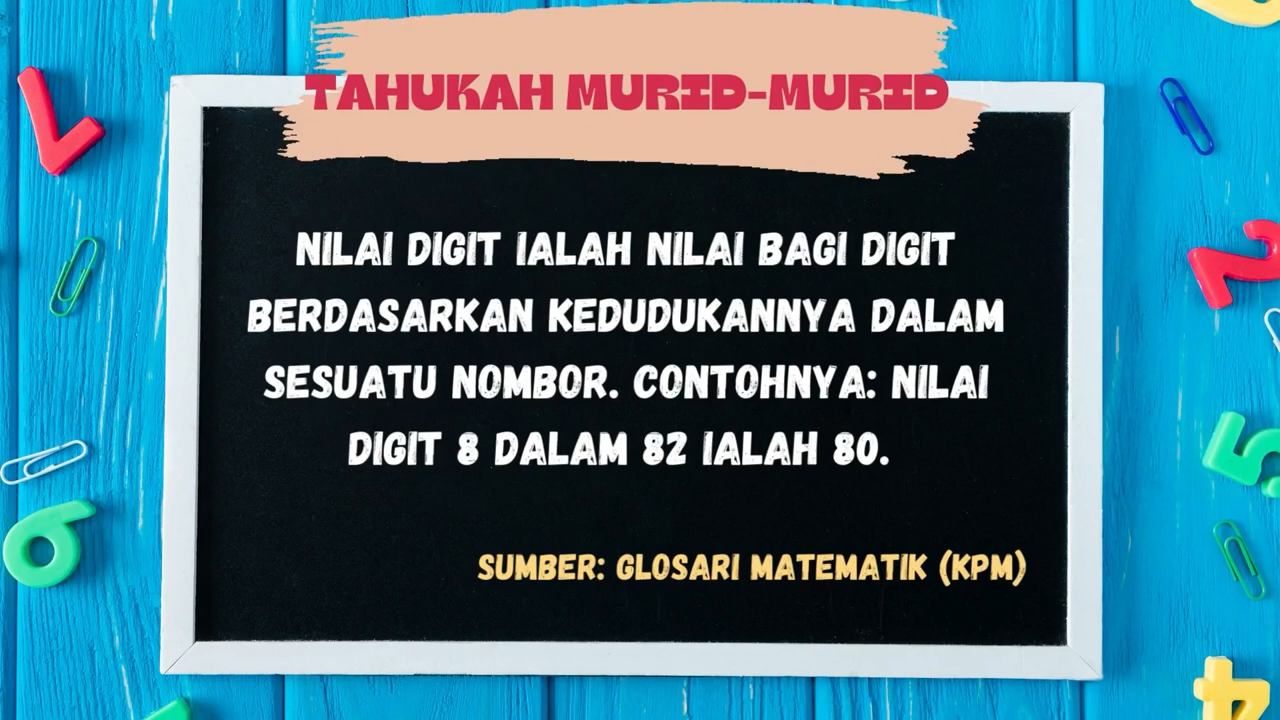 TAHUKAH MURID-MURID
NILAI DIGIT IALAH NILAI BAGI DIGIT
BERDASARKAN KEDUDUKANNYA DALAM
SESUATU NOMBOR. CONTOHNYA: NILAI
DIGIT 8 DALAM 82 IALAH 80.
SUMBER: GLOSARI MATEMATIK (KPM)